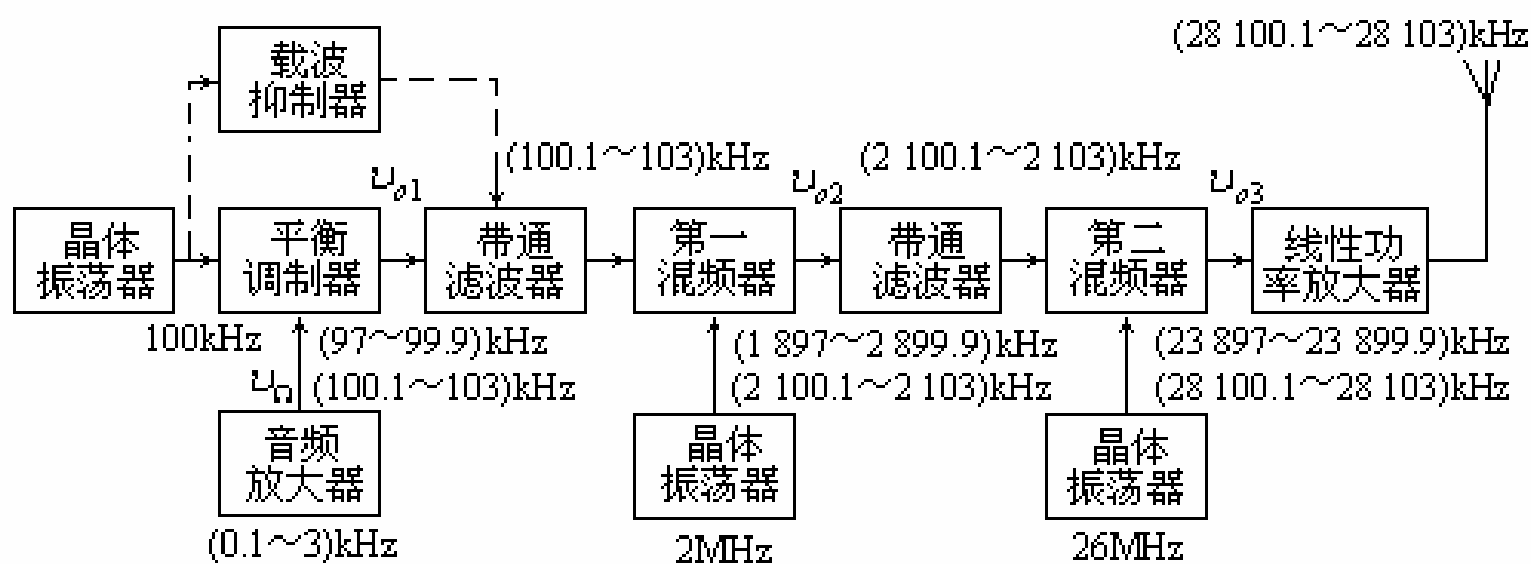 (28 100.1～28 103)kHz
载波
抑制器
(100.1～103)kHz
(2 100.1～2 103)kHz
υo1
υo2
υo3
晶体
振荡器
平衡
调制器
带通
滤波器
第一
混频器
带通
滤波器
第二
混频器
线性功
率放大器
100kHz
(97～99.9)kHz
(1 897～2 899.9)kHz
(23 897～23 899.9)kHz
υΩ
(100.1～103)kHz
(2 100.1～2 103)kHz
(28 100.1～28 103)kHz
音频
放大器
晶体
振荡器
晶体
振荡器
(0.1～3)kHz
2MHz
26MHz